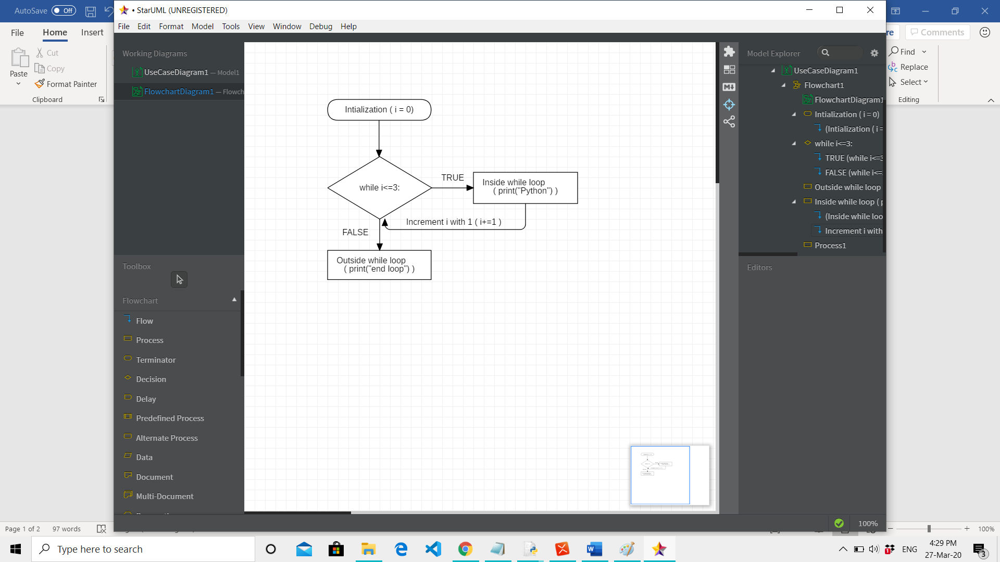 AutoSave Off
• StarUML (UNREGISTERED)
File Edit Format Model Tools View Window Debug Help
File Home Insert
Comments
Cut
Copy
Paste
Format Painter
Clipboard
Find
Replace
Select
Editing
Working Diagrams
UseCaseDiagram1 — Model1
FlowchartDiagram1 — Flowch
Toolbox
Flowchart
Flow
Process
Terminator
Decision
Delay
Predefined Process
Alternate Process
Data
Document
Multi-Document
Intialization ( i = 0)
while i<=3:
TRUE
Inside while loop
( print("Python") )
Increment i with 1 ( i+=1 )
FALSE
Outside while loop
( print("end loop") )
M
Model Explorer
UseCaseDiagram1
Flowchart1
FlowchartDiagram1
Intialization ( i = 0)
(Intialization ( i =
while i<=3:
TRUE (while i<=3
FALSE (while i<=
Outside while loop
Inside while loop ( p
(Inside while loo
Increment i with
Process1
Editors
100%
Page 1 of 2 97 words
100%
Type here to search
ENG
4:29 PM
27-Mar-20
1
3